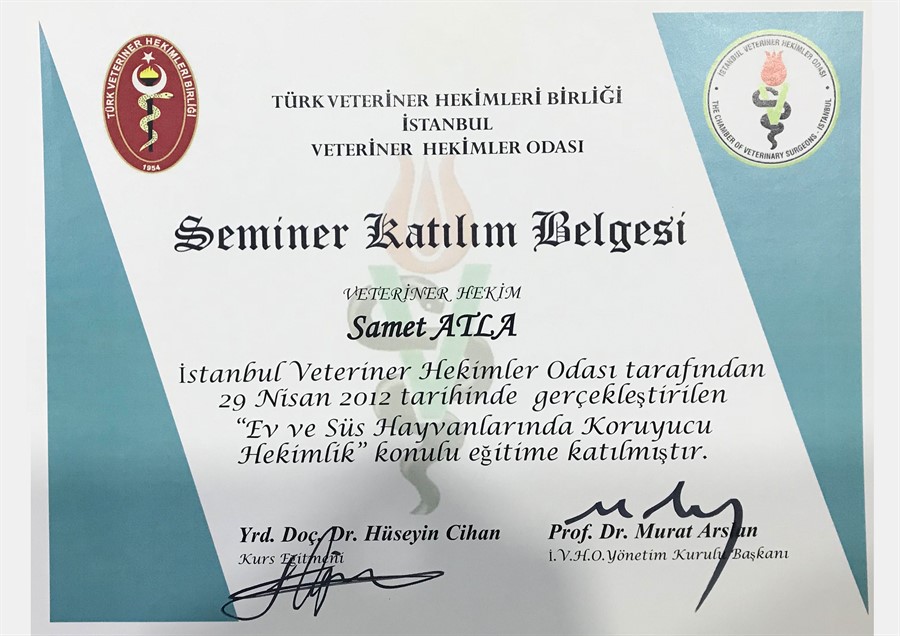 TÜRK VETERİNER HEKİMLERİ BİRLİĞİ
1954
İSTANBUL VETERİNER HEKİMLER ODASI
THE CHAMBER OF VETERINARY SURGEONS - ISTANBUL
TÜRK VETERİNER HEKİMLERİ BİRLİĞİ
İSTANBUL
VETERİNER HEKİMLER ODASI
Seminer Katılım Belgesi
VETERİNER HEKİM
Samet ATLA
İstanbul Veteriner Hekimler Odası tarafından
29 Nisan 2012 tarihinde gerçekleştirilen
“Ev ve Süs Hayvanlarında Koruyucu
Hekimlik” konulu eğitime katılmıştır.
Yrd. Doç. Dr. Hüseyin Cihan
Prof. Dr. Murat Arslan
Kurs Eğitmeni
İ.V.H.O.Yönetim Kurulu Başkanı